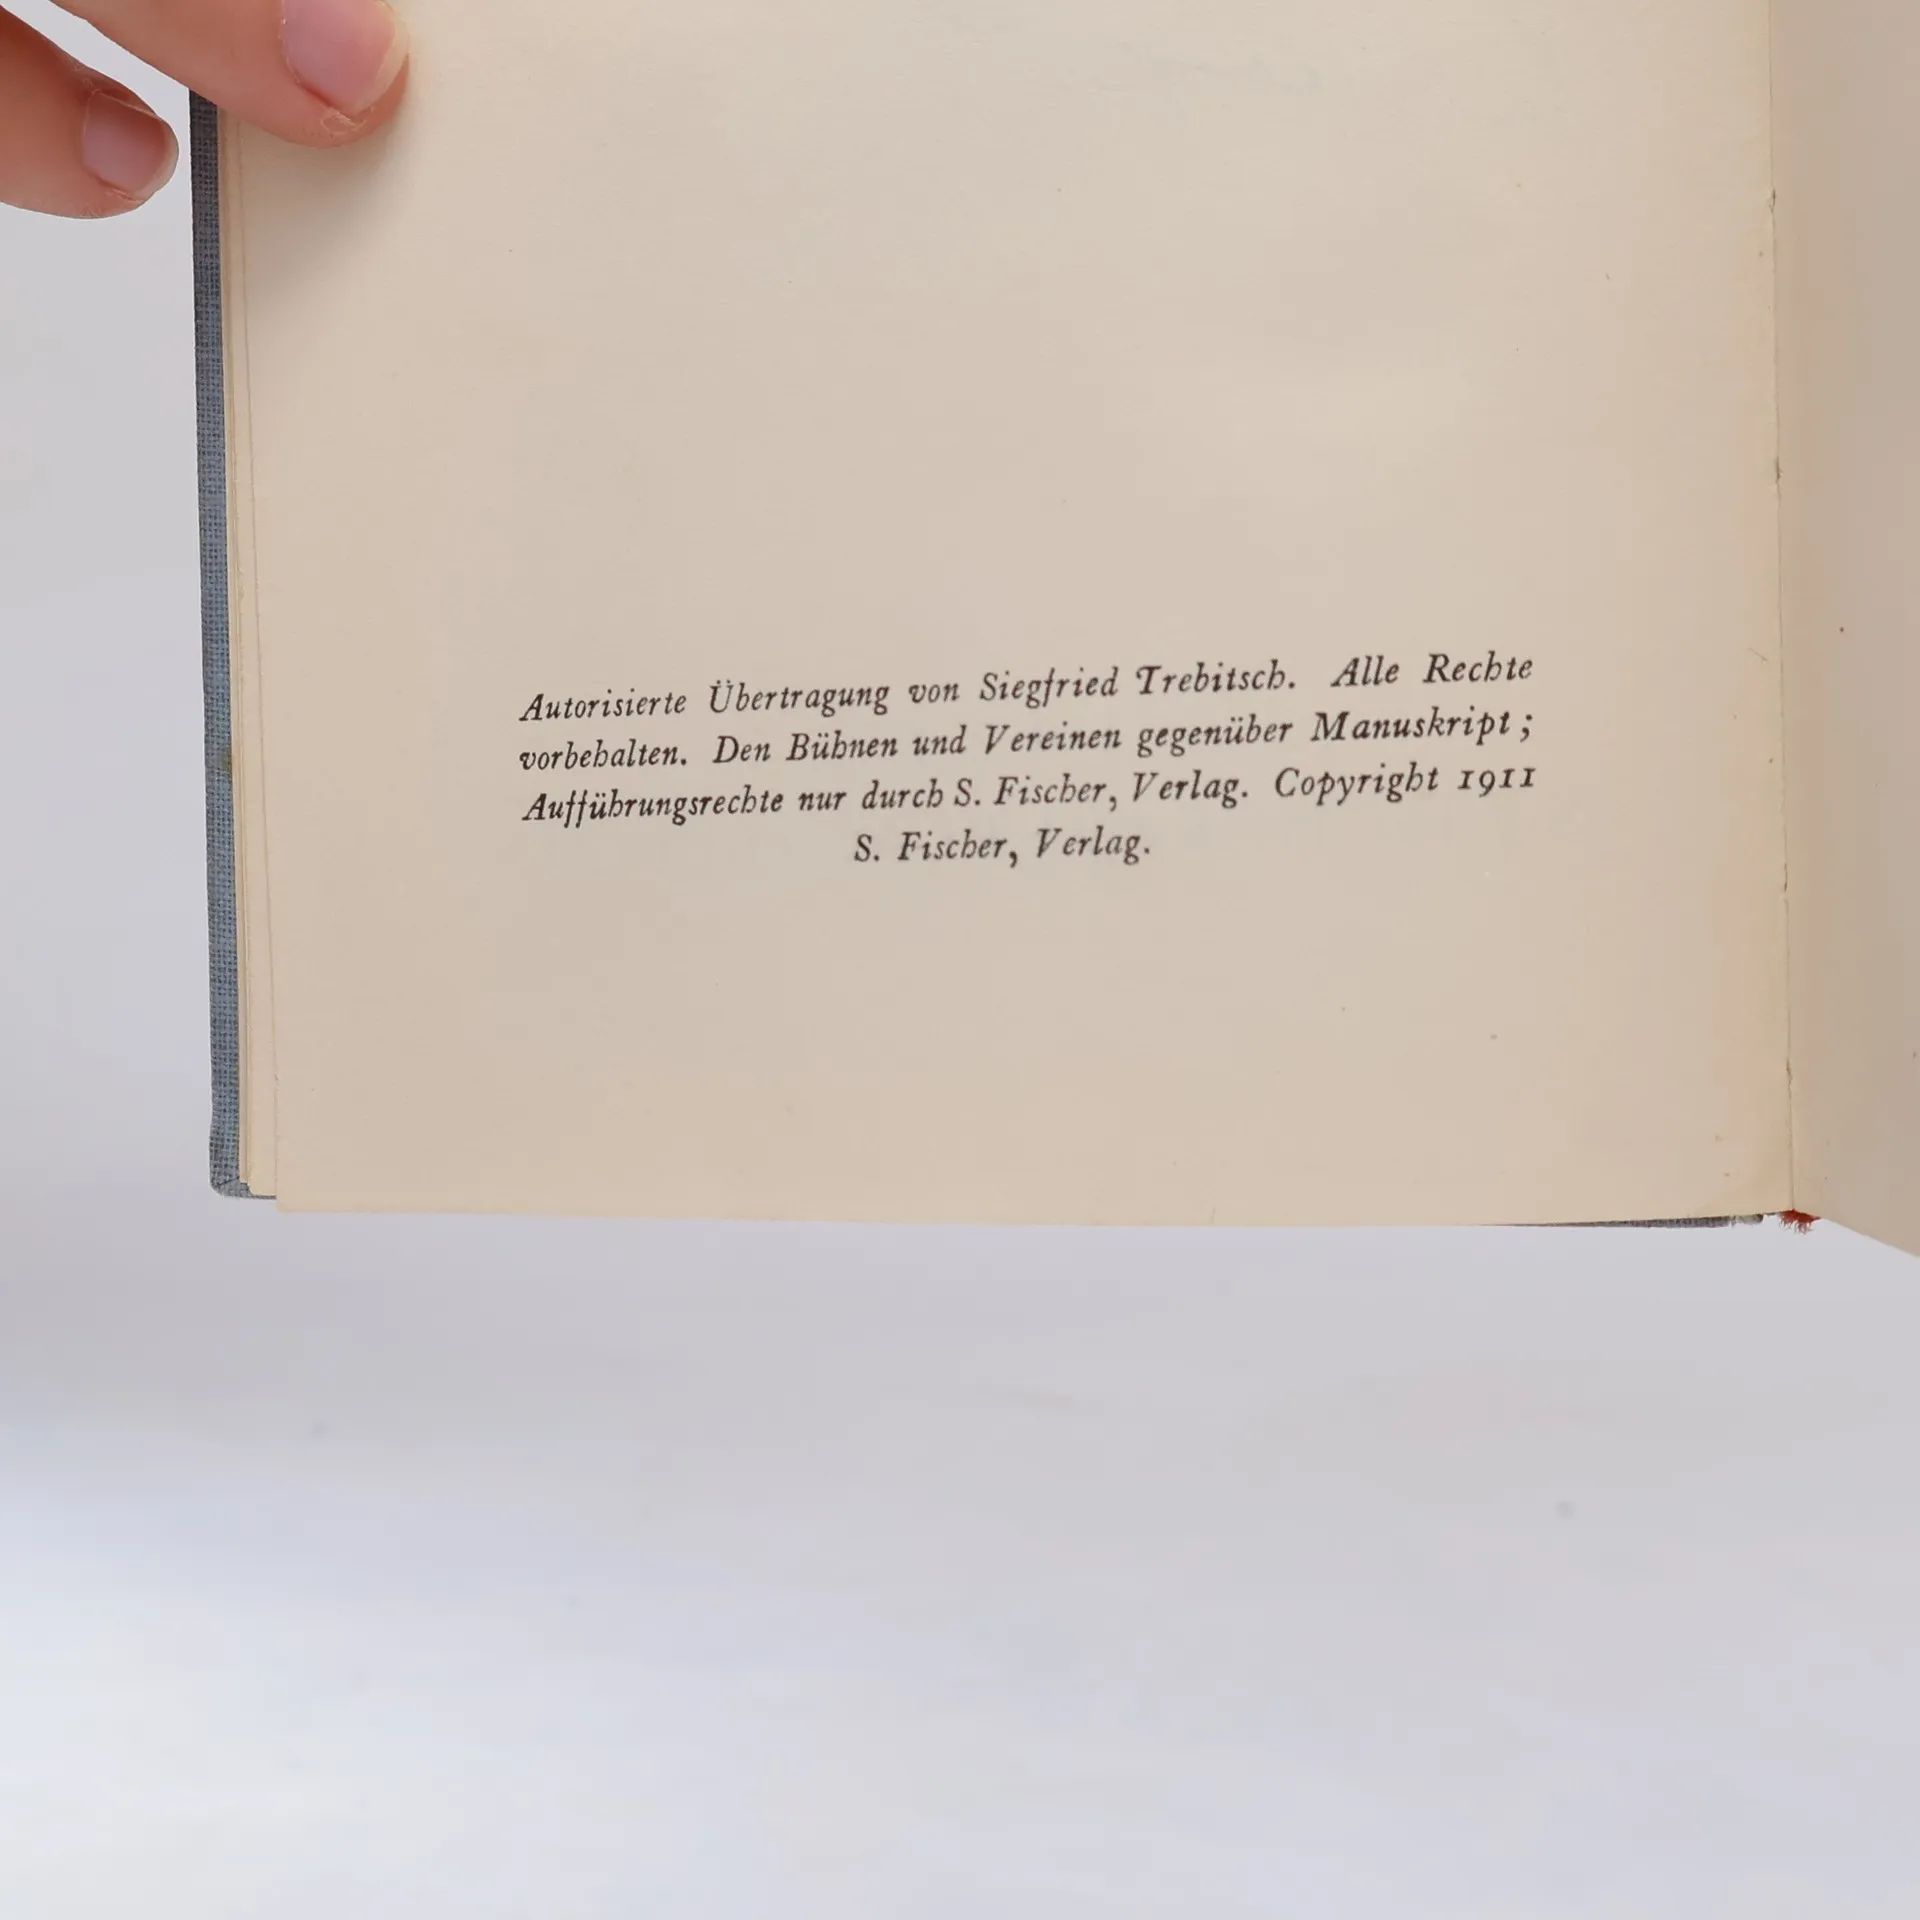 Autorisierte Übertragung von Siegfried Trebitsch. Alle Rechte
vorbehalten. Den Bühnen und Vereinen gegenüber Manuskript;
Aufführungsrechte nur durch S. Fischer, Verlag. Copyright 1911
S. Fischer, Verlag.